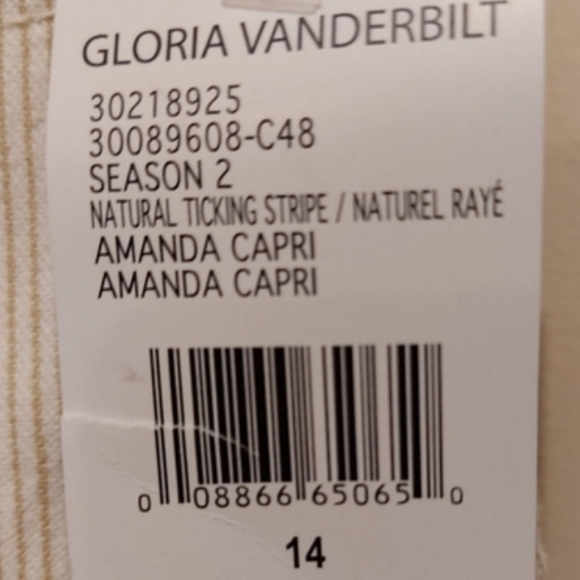 GLORIA VANDERBILT
30218925
30089608-C48
SEASON 2
NATURAL TICKING STRIPE / NATUREL RAYÉ
AMANDA CAPRI
AMANDA CAPRI
0 08866 65065 0
14